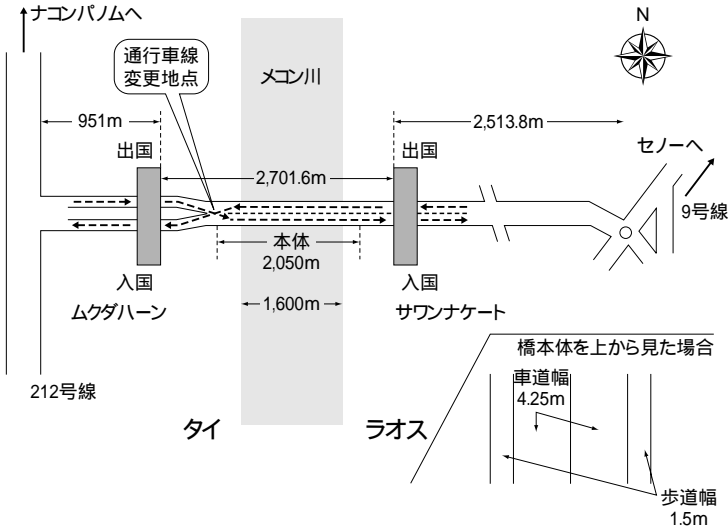 ナコンパノムへ
N
通行車線
変更地点
メコン川
951m
2,513.8m
セノーへ
出国
出国
2,701.6m
9号線
本体
2,050m
入国
入国
1,600m
ムクダハーン
サワンナケート
橋本体を上から見た場合
車道幅
4.25m
212号線
タイ
ラオス
歩道幅
1.5m